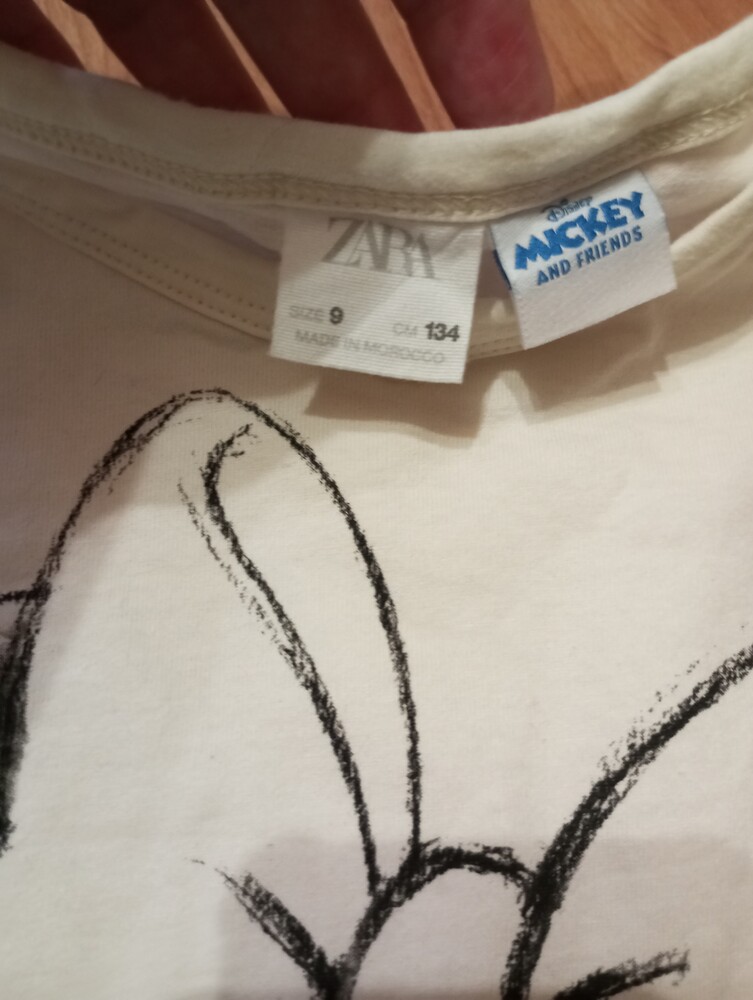 ZARA
SIZE 9 CM 134
MADE IN MOROCCO
Disney
MICKEY
AND FRIENDS